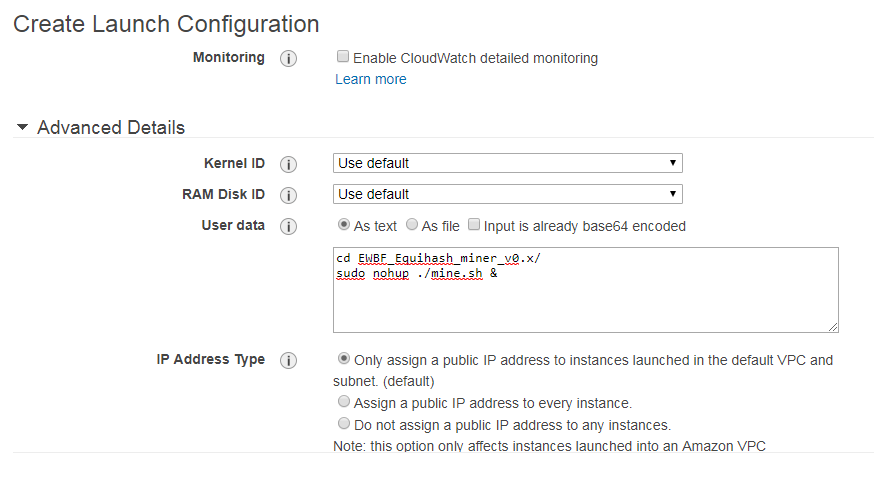 Create Launch Configuration
Monitoring i Enable CloudWatch detailed monitoring
Learn more
Advanced Details
Kernel ID i Use default
RAM Disk ID i Use default
User data i As text As file Input is already base64 encoded
cd EWBF_Equihash_miner_v0.x/
sudo nohup ./mine.sh &
IP Address Type i Only assign a public IP address to instances launched in the default VPC and
subnet. (default)
Assign a public IP address to every instance.
Do not assign a public IP address to any instances.
Note: this option only affects instances launched into an Amazon VPC